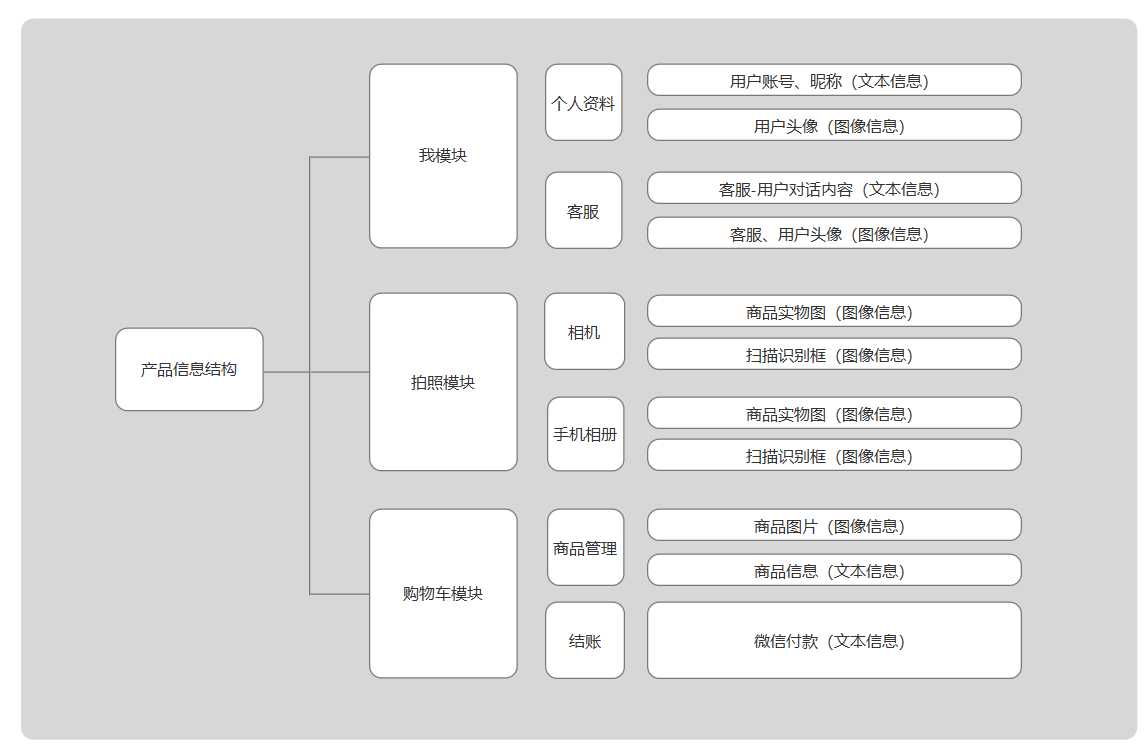 产品信息结构
我模块
个人资料
用户账号、昵称（文本信息）
用户头像（图像信息）
客服
客服-用户对话内容（文本信息）
客服、用户头像（图像信息）
拍照模块
相机
商品实物图（图像信息）
扫描识别框（图像信息）
手机相册
商品实物图（图像信息）
扫描识别框（图像信息）
购物车模块
商品管理
商品图片（图像信息）
商品信息（文本信息）
结账
微信付款（文本信息）